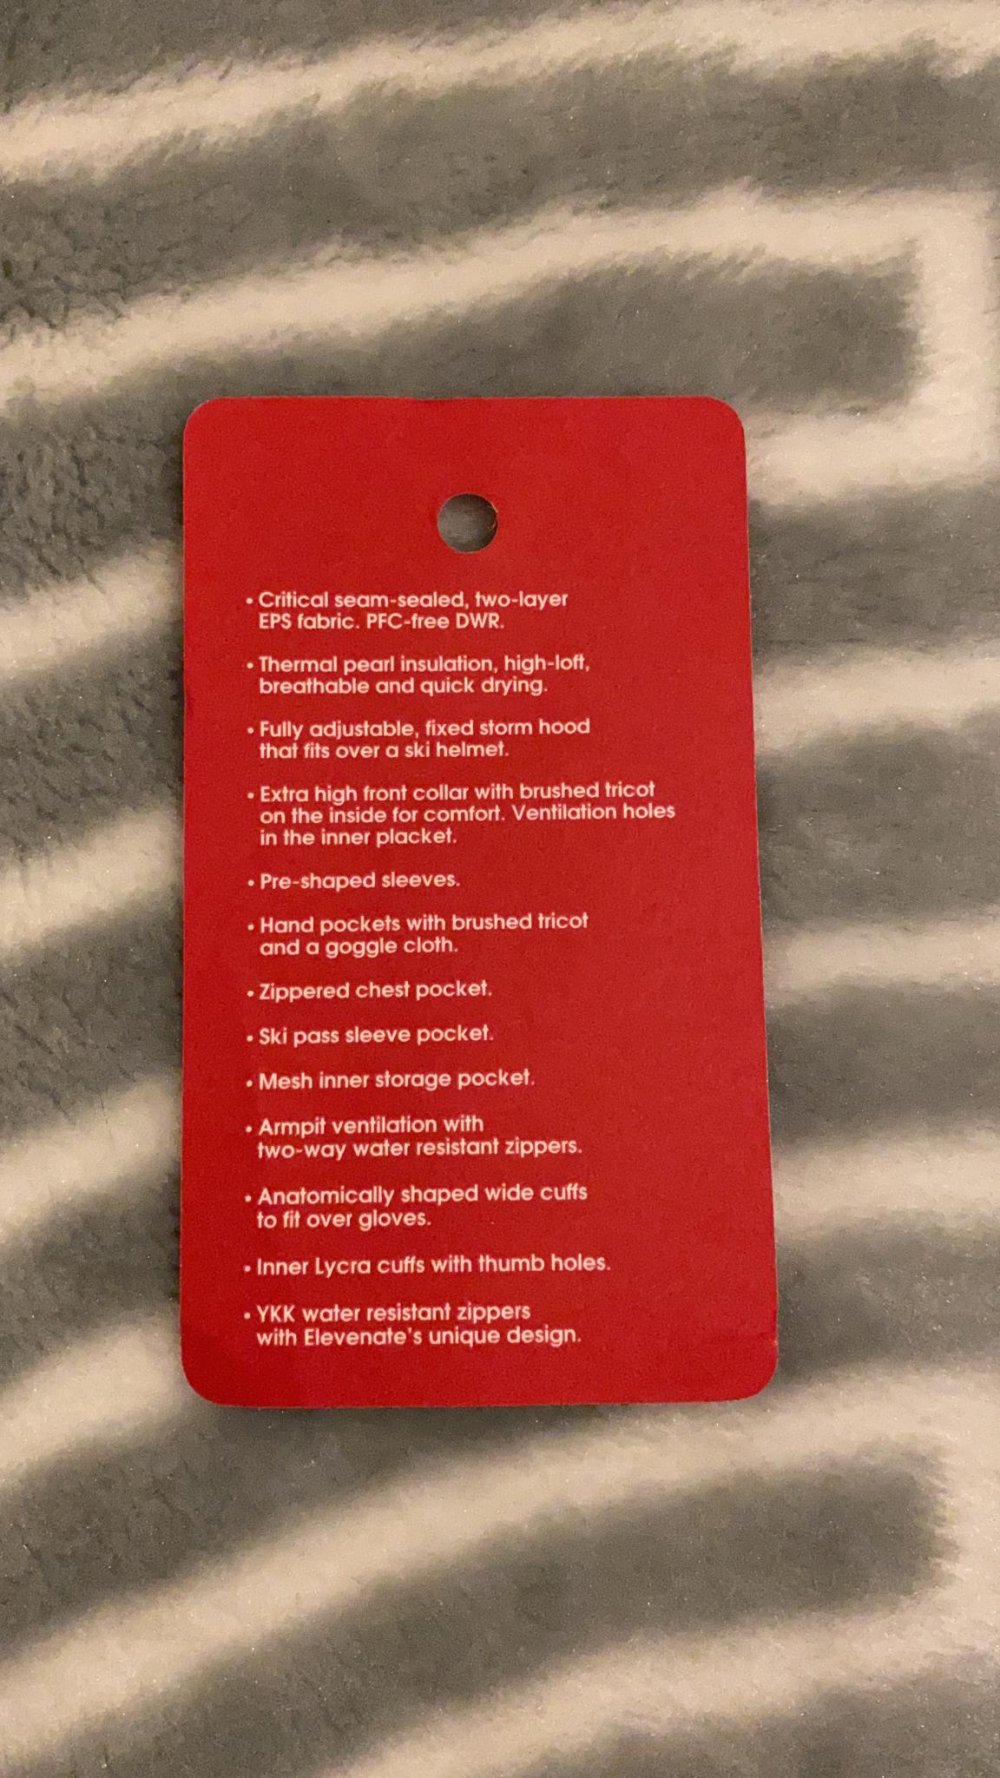 • Critical seam-sealed, two-layer
EPS fabric. PFC-free DWR.
• Thermal pearl insulation, high-loft,
breathable and quick drying.
• Fully adjustable, fixed storm hood
that fits over a ski helmet.
• Extra high front collar with brushed tricot
on the inside for comfort. Ventilation holes
in the inner placket.
• Pre-shaped sleeves.
• Hand pockets with brushed tricot
and a goggle cloth.
• Zippered chest pocket.
• Ski pass sleeve pocket.
• Mesh inner storage pocket.
• Armpit ventilation with
two-way water resistant zippers.
• Anatomically shaped wide cuffs
to fit over gloves.
• Inner Lycra cuffs with thumb holes.
• YKK water resistant zippers
with Elevenate's unique design.